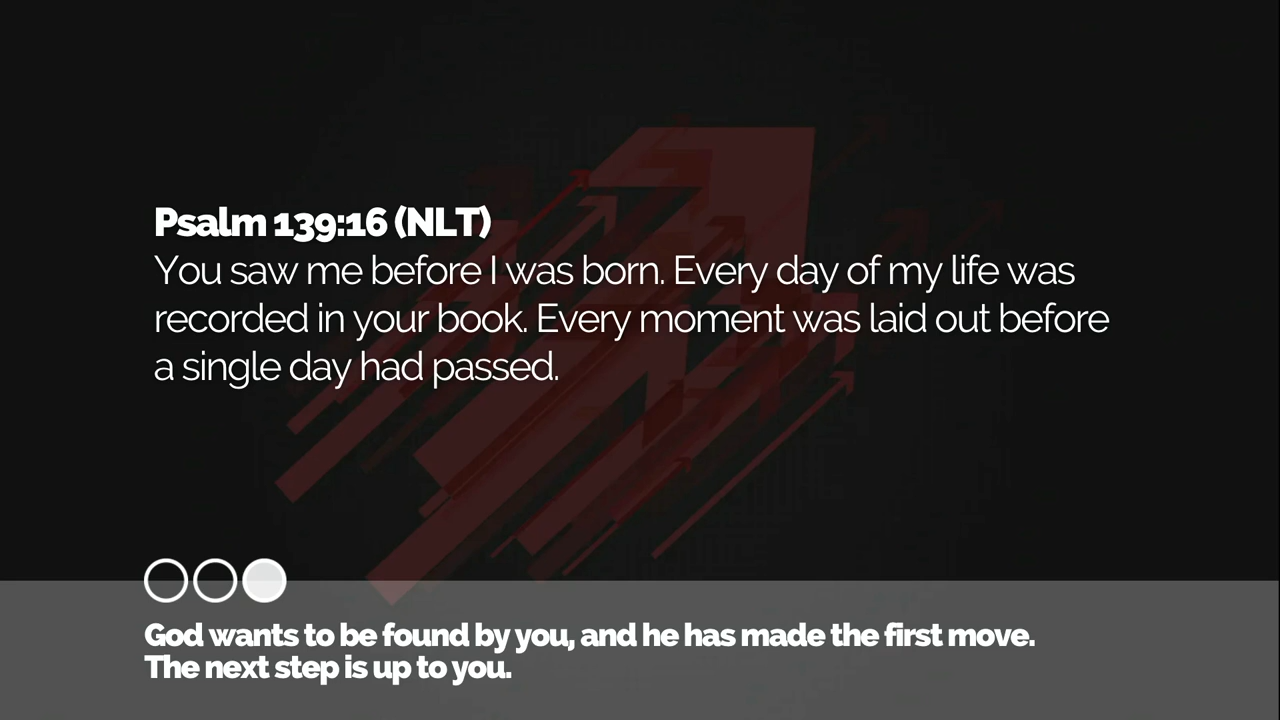 Psalm 139:16 (NLT)
You saw me before I was born. Every day of my life was
recorded in your book. Every moment was laid out before
a single day had passed.
God wants to be found by you, and he has made the first move.
The next step is up to you.